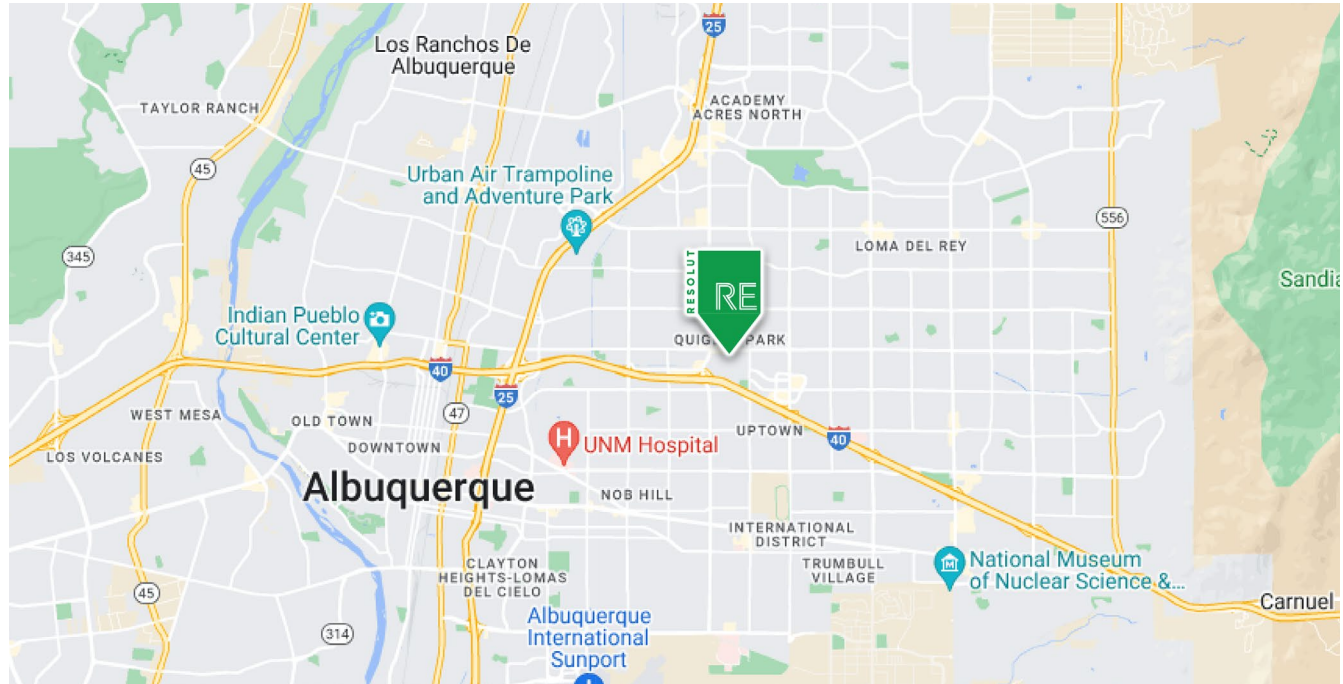 25
Los Ranchos De
Albuquerque
TAYLOR RANCH
ACADEMY
ACRES NORTH
45
Urban Air Trampoline
and Adventure Park
556
345
LOMA DEL REY
RESOLUT
RE
Indian Pueblo
Cultural Center
PARK
40
25
47
WEST MESA
OLD TOWN
DOWNTOWN
UPTOWN
40
H
UNM Hospital
LOS VOLCANES
Albuquerque
NOB HILL
INTERNATIONAL
DISTRICT
CLAYTON
HEIGHTS-LOMAS
DEL CIELO
TRUMBULL
VILLAGE
M
National Museum
of Nuclear Science &...
45
Carnuel
314
Albuquerque
International
Sunport